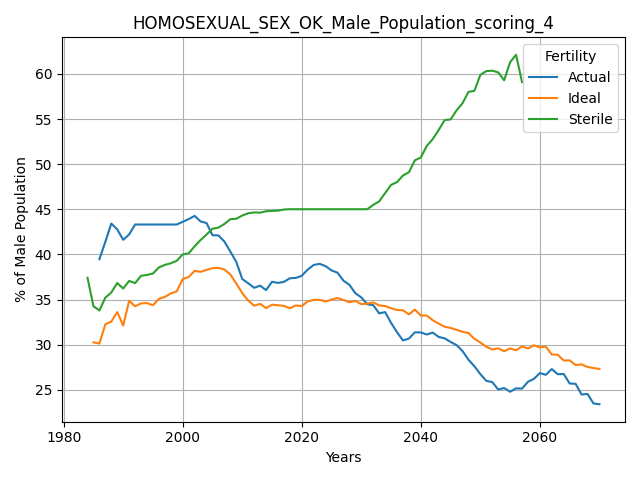 HOMOSEXUAL_SEX_OK_Male_Population_scoring_4
Fertility
Actual
Ideal
Sterile
% of Male Population
60
55
50
45
40
35
30
25
1980
2000
2020
2040
2060
Years